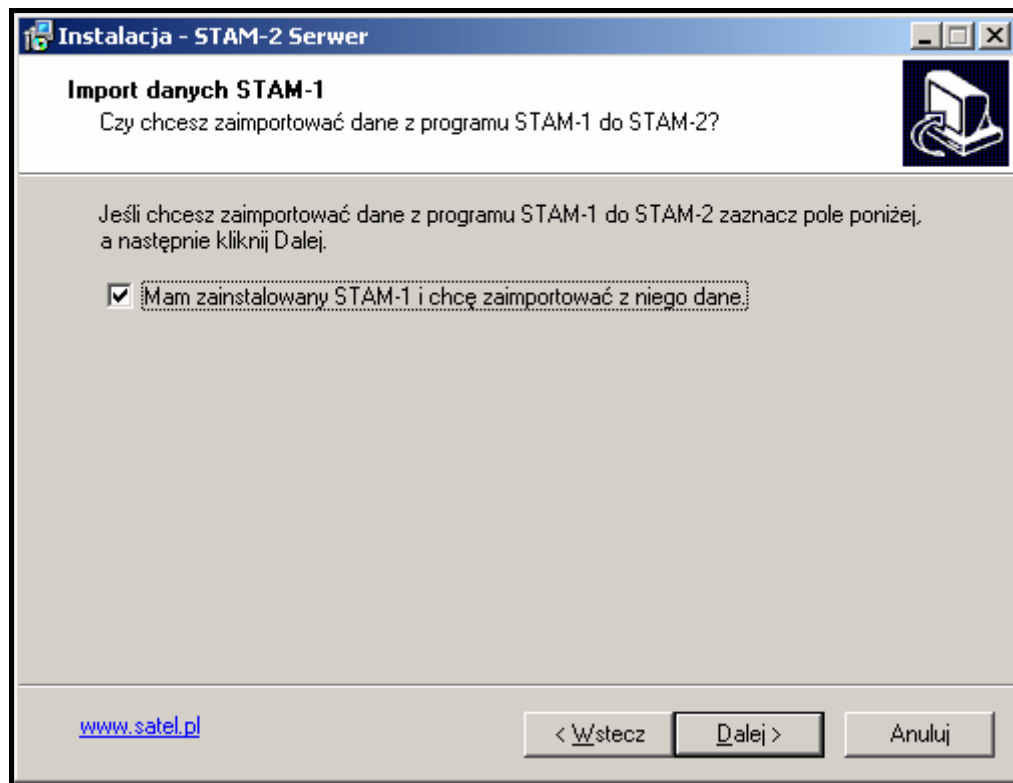 Instalacja - STAM-2 Serwer
Import danych STAM-1
Czy chcesz zaimportować dane z programu STAM-1 do STAM-2?
Jeśli chcesz zaimportować dane z programu STAM-1 do STAM-2 zaznacz pole poniżej,
a następnie kliknij Dalej.
Mam zainstalowany STAM-1 i chcę zaimportować z niego dane.
www.satel.pl
< Wstecz
Dalej >
Anuluj